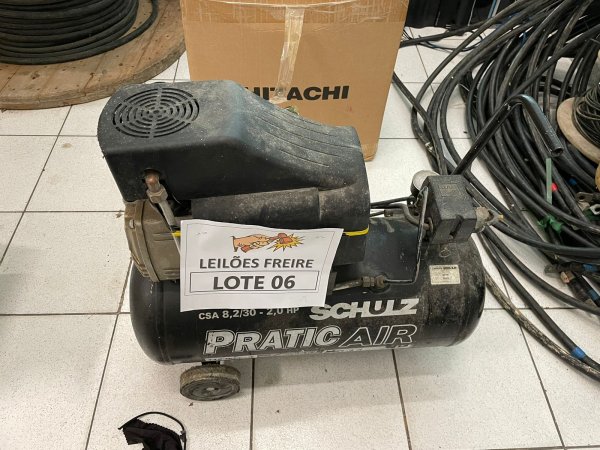 HITACHI
LEILÕES FREIRE
LOTE 06
CSA 8,2/30 - 2,0 HP
SCHULZ
PRATIC AIR